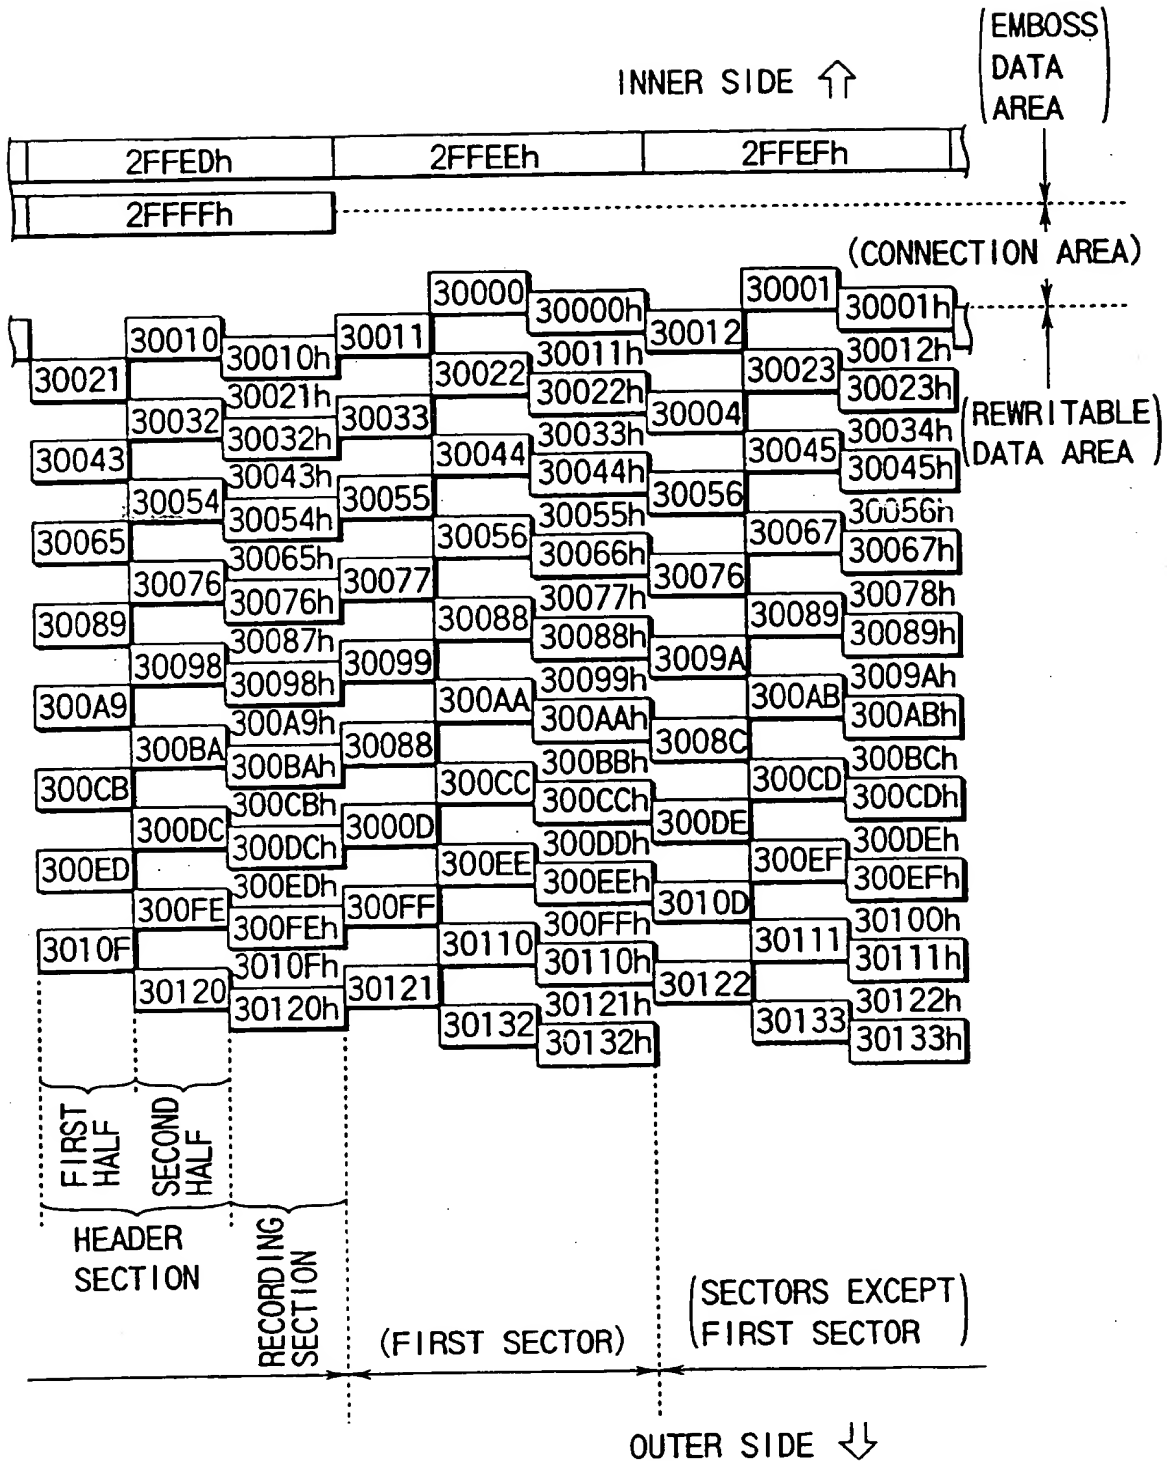 EMBOSS
DATA
AREA
INNER SIDE
2FFEDh 2FFEEh 2FFEFh
2FFFFh
(CONNECTION AREA)
30000 30001
30000h 30001h
30010 30011 30012
30010h 30011h 30012h
30021 30022 30023
30021h 30022h 30023h
30032 30033 30004
30032h 30033h 30034h
(REWRITABLE
DATA AREA)
30043 30044 30045
30043h 30044h 30045h
30054 30055 30056
30054h 30055h 30056h
30065 30056 30067
30065h 30066h 30067h
30076 30077 30076
30076h 30077h 30078h
30089 30088 30089
30087h 30088h 30089h
30098 30099 3009A
30098h 30099h 3009Ah
300A9 300AA 300AB
300A9h 300AAh 300ABh
300BA 30088 3008C
300BAh 300BBh 300BCh
300CB 300CC 300CD
300CBh 300CCh 300CDh
300DC 3000D 300DE
300DCh 300DDh 300DEh
300ED 300EE 300EF
300EDh 300EEh 300EFh
300FE 300FF 3010D
300FEh 300FFh 30100h
3010F 30110 30111
3010Fh 30110h 30111h
30120 30121 30122
30120h 30121h 30122h
30132 30133
30132h 30133h
FIRST
HALF
SECOND
HALF
HEADER
SECTION
RECORDING
SECTION
(FIRST SECTOR)
(SECTORS EXCEPT
FIRST SECTOR)
OUTER SIDE